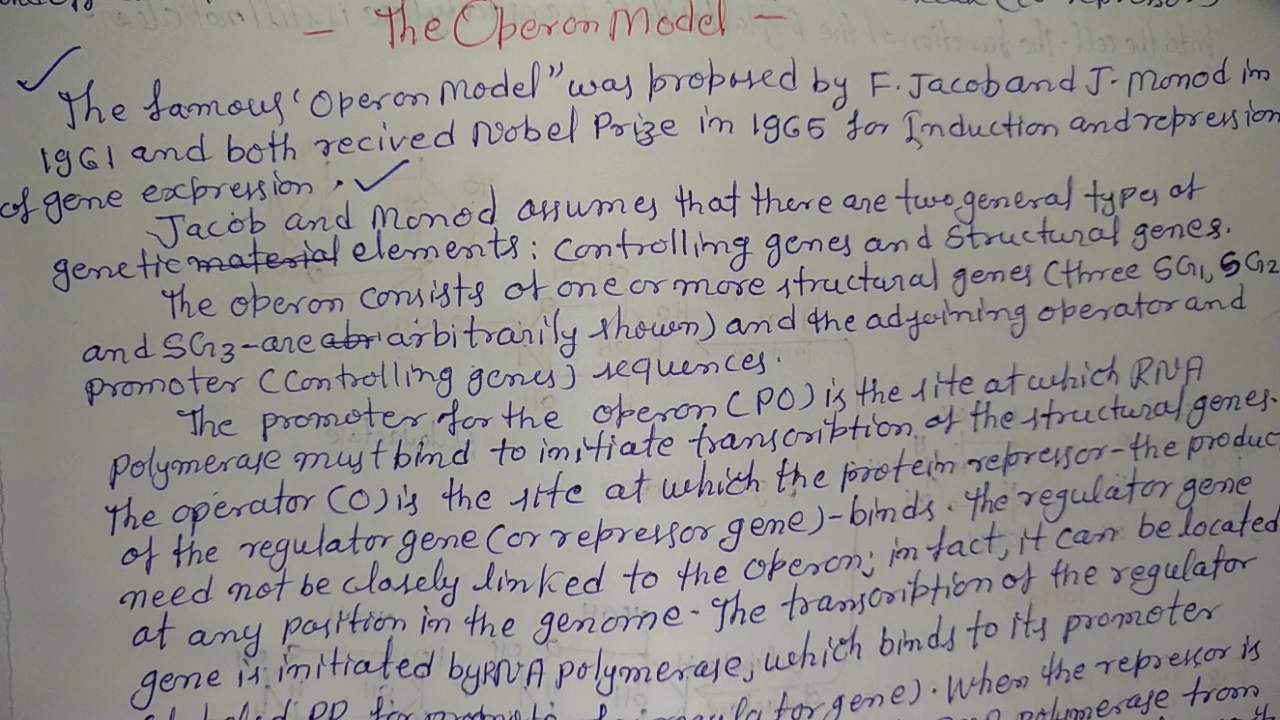 - The Operon Model -
The famous ‘Operon Model” was proposed by F. Jacob and J. Monod in
1961 and both recived Nobel Prize in 1965 for Induction and repression
of gene expression.
Jacob and Monod assumes that there are two general types of
genetic material elements: Controlling genes and Structural genes.
The operon consists of one or more structural genes (three SG1, SG2
and SG3-are abr arbitrarily shown) and the adjoining operator and
promoter (Controlling genes) sequences.
The promoter for the operon (PO) is the site at which RNA
Polymerase must bind to initiate transcription of the structural genes.
The operator (O) is the site at which the protein repressor-the produc
of the regulator gene (or repressor gene)-binds. The regulator gene
need not be closely linked to the operon; in fact, it can be located
at any position in the genome- The transcription of the regulator
gene is initiated by RNA polymerase, which binds to its promoter
gene). When the repressor is
polymerase from